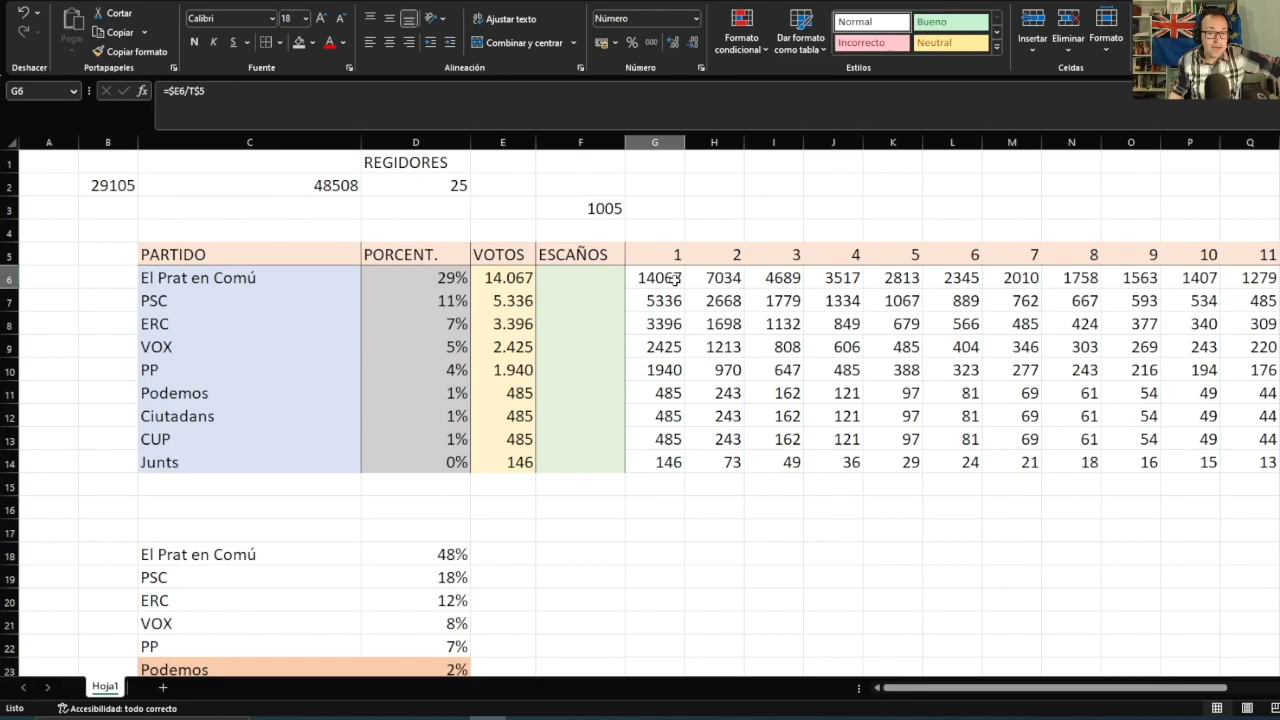 Cortar
Copiar
Copiar formato
Pegar
Deshacer
Portapapeles
Calibri
18
N K S
Fuente
Ajustar texto
Combinar y centrar
Alineación
Número
% 000
Número
Formato condicional
Dar formato como tabla
Normal
Bueno
Incorrecto
Neutral
Estilos
Insertar
Eliminar
Formato
Celdas
G6
fx
=$E6/T$5
A B C D E F G H I J K L M N O P Q
1 REGIDORES
2 29105 48508 25
3 1005
4
5 PARTIDO PORCENT. VOTOS ESCAÑOS 1 2 3 4 5 6 7 8 9 10 11
6 El Prat en Comú 29% 14.067 14067 7034 4689 3517 2813 2345 2010 1758 1563 1407 1279
7 PSC 11% 5.336 5336 2668 1779 1334 1067 889 762 667 593 534 485
8 ERC 7% 3.396 3396 1698 1132 849 679 566 485 424 377 340 309
9 VOX 5% 2.425 2425 1213 808 606 485 404 346 303 269 243 220
10 PP 4% 1.940 1940 970 647 485 388 323 277 243 216 194 176
11 Podemos 1% 485 485 243 162 121 97 81 69 61 54 49 44
12 Ciutadans 1% 485 485 243 162 121 97 81 69 61 54 49 44
13 CUP 1% 485 485 243 162 121 97 81 69 61 54 49 44
14 Junts 0% 146 146 73 49 36 29 24 21 18 16 15 13
15
16
17
18 El Prat en Comú 48%
19 PSC 18%
20 ERC 12%
21 VOX 8%
22 PP 7%
23 Podemos 2%
Hoja1
Listo
Accesibilidad: todo correcto